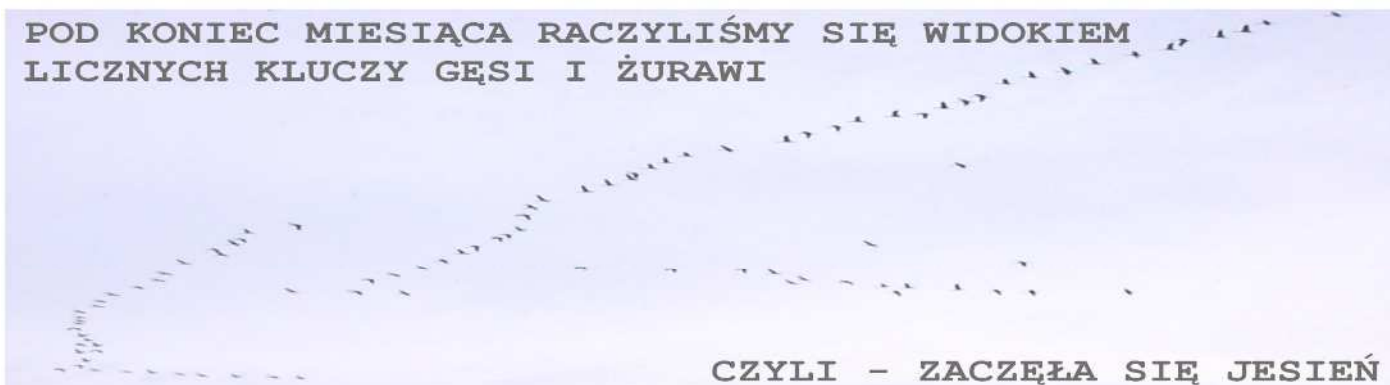 POD KONIEC MIESIĄCA RACZYLIŚMY SIĘ WIDOKIEM
LICZNYCH KLUCZY GĘSI I ŻURAWI
CZYLI - ZACZĘŁA SIĘ JESIEŃ